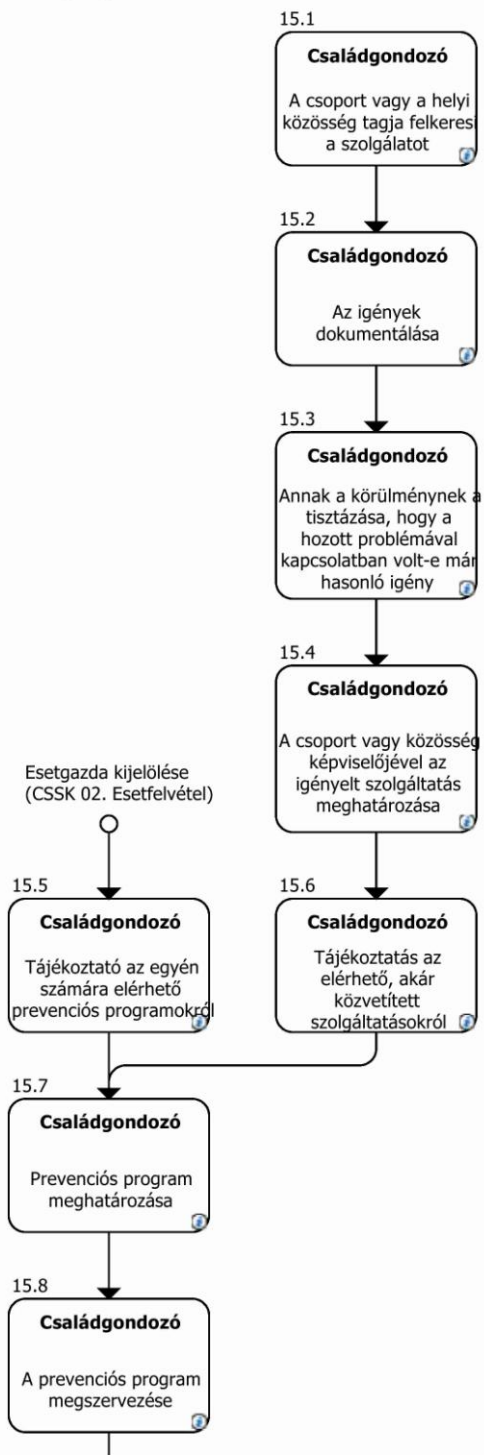 15.1
Családgondozó
A csoport vagy a helyi
közösség tagja felkeresi
a szolgálatot
15.2
Családgondozó
Az igények
dokumentálása
15.3
Családgondozó
Annak a körülménynek a
tisztázása, hogy a
hozott problémával
kapcsolatban volt-e már
hasonló igény
15.4
Családgondozó
A csoport vagy közösség
képviselőjével az
igényelt szolgáltatás
meghatározása
Esetgazda kijelölése
(CSSK 02. Esetfelvétel)
15.5
Családgondozó
Tájékoztató az egyén
számára elérhető
prevenciós programokról
15.6
Családgondozó
Tájékoztatás az
elérhető, akár
közvetített
szolgáltatásokról
15.7
Családgondozó
Prevenciós program
meghatározása
15.8
Családgondozó
A prevenciós program
megszervezése